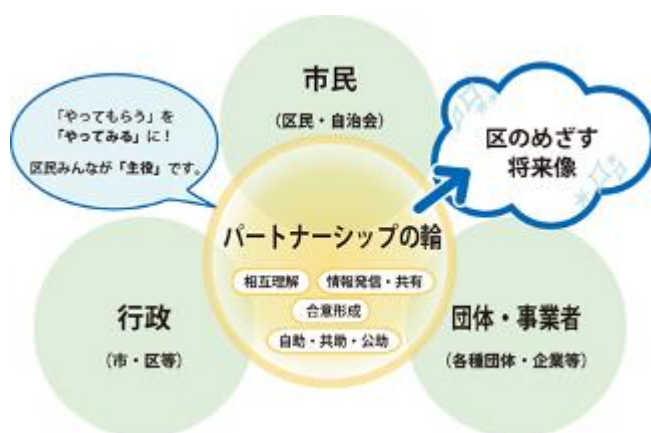 市民
(区民・自治会)
「やってもらう」を
「やってみる」に!
区民みんなが「主役」です。
区のめざす
将来像
パートナーシップの輪
相互理解
情報発信・共有
合意形成
自助・共助・公助
行政
(市・区等)
団体・事業者
(各種団体・企業等)